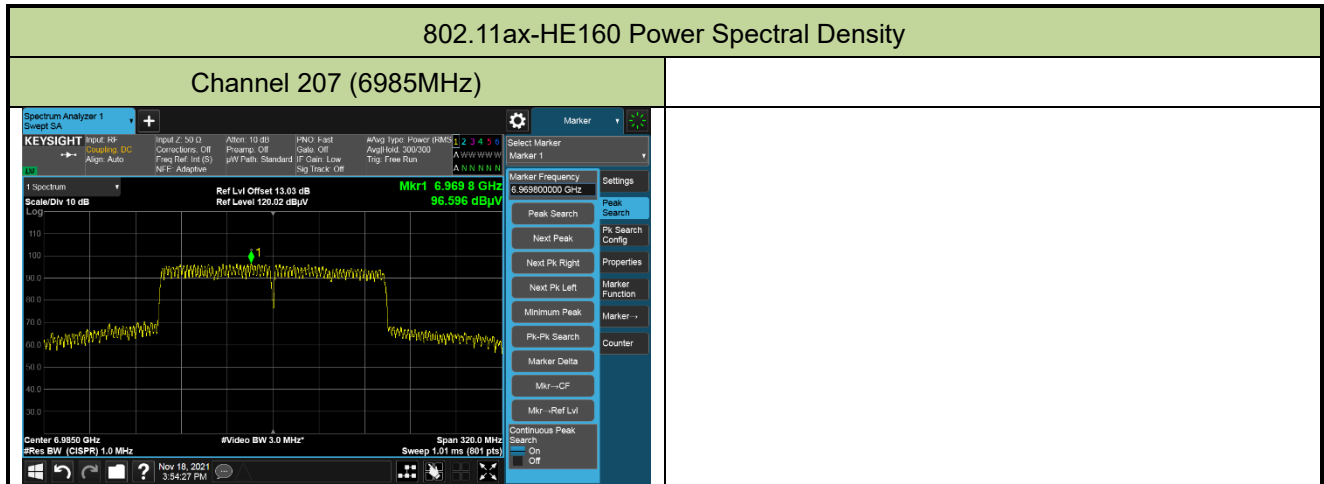 802.11ax-HE160 Power Spectral Density
Channel 207 (6985MHz)
Spectrum Analyzer 1
Swept SA
+
Marker
KEYSIGHT
Input: RF
Coupling: DC
Align: Auto
Input Z: 50 Ω
Corrections: Off
Freq Ref: Int (S)
NFE: Adaptive
Atten: 10 dB
Preamp: Off
µW Path: Standard
PNO: Fast
Gate: Off
IF Gain: Low
Sig Track: Off
#Avg Type: Power (RMS
Avg|Hold: 300/300
Trig: Free Run
1 2 3 4 5 6
A W W W W W
A N N N N N
LV
Select Marker
Marker 1
1 Spectrum
Scale/Div 10 dB
Log
Ref Lvl Offset 13.03 dB
Ref Level 120.02 dBµV
Mkr1 6.969 8 GHz
96.596 dBµV
110
100
90.0
80.0
70.0
60.0
50.0
40.0
30.0
1
Center 6.9850 GHz
#Res BW (CISPR) 1.0 MHz
#Video BW 3.0 MHz*
Span 320.0 MHz
Sweep 1.01 ms (801 pts)
Marker Frequency
6.969800000 GHz
Peak Search
Next Peak
Next Pk Right
Next Pk Left
Minimum Peak
Pk-Pk Search
Marker Delta
Mkr→CF
Mkr→Ref Lvl
Continuous Peak
Search
On
Off
Settings
Peak
Search
Pk Search
Config
Properties
Marker
Function
Marker→
Counter
?
Nov 18, 2021
3:54:27 PM